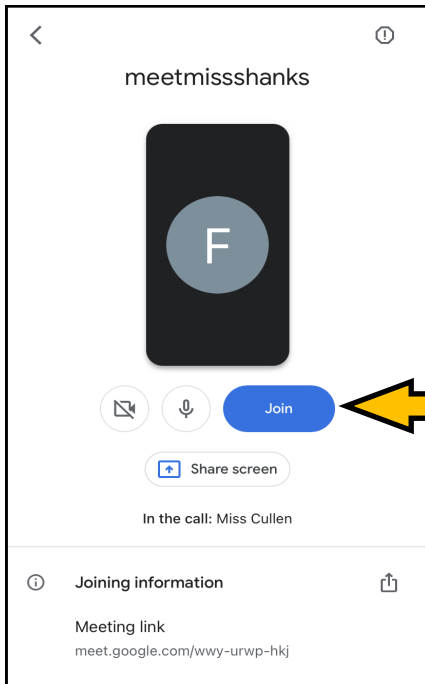 meetmissshanks
F
Join
Share screen
In the call: Miss Cullen
Joining information
Meeting link
meet.google.com/wwy-urwp-hkj